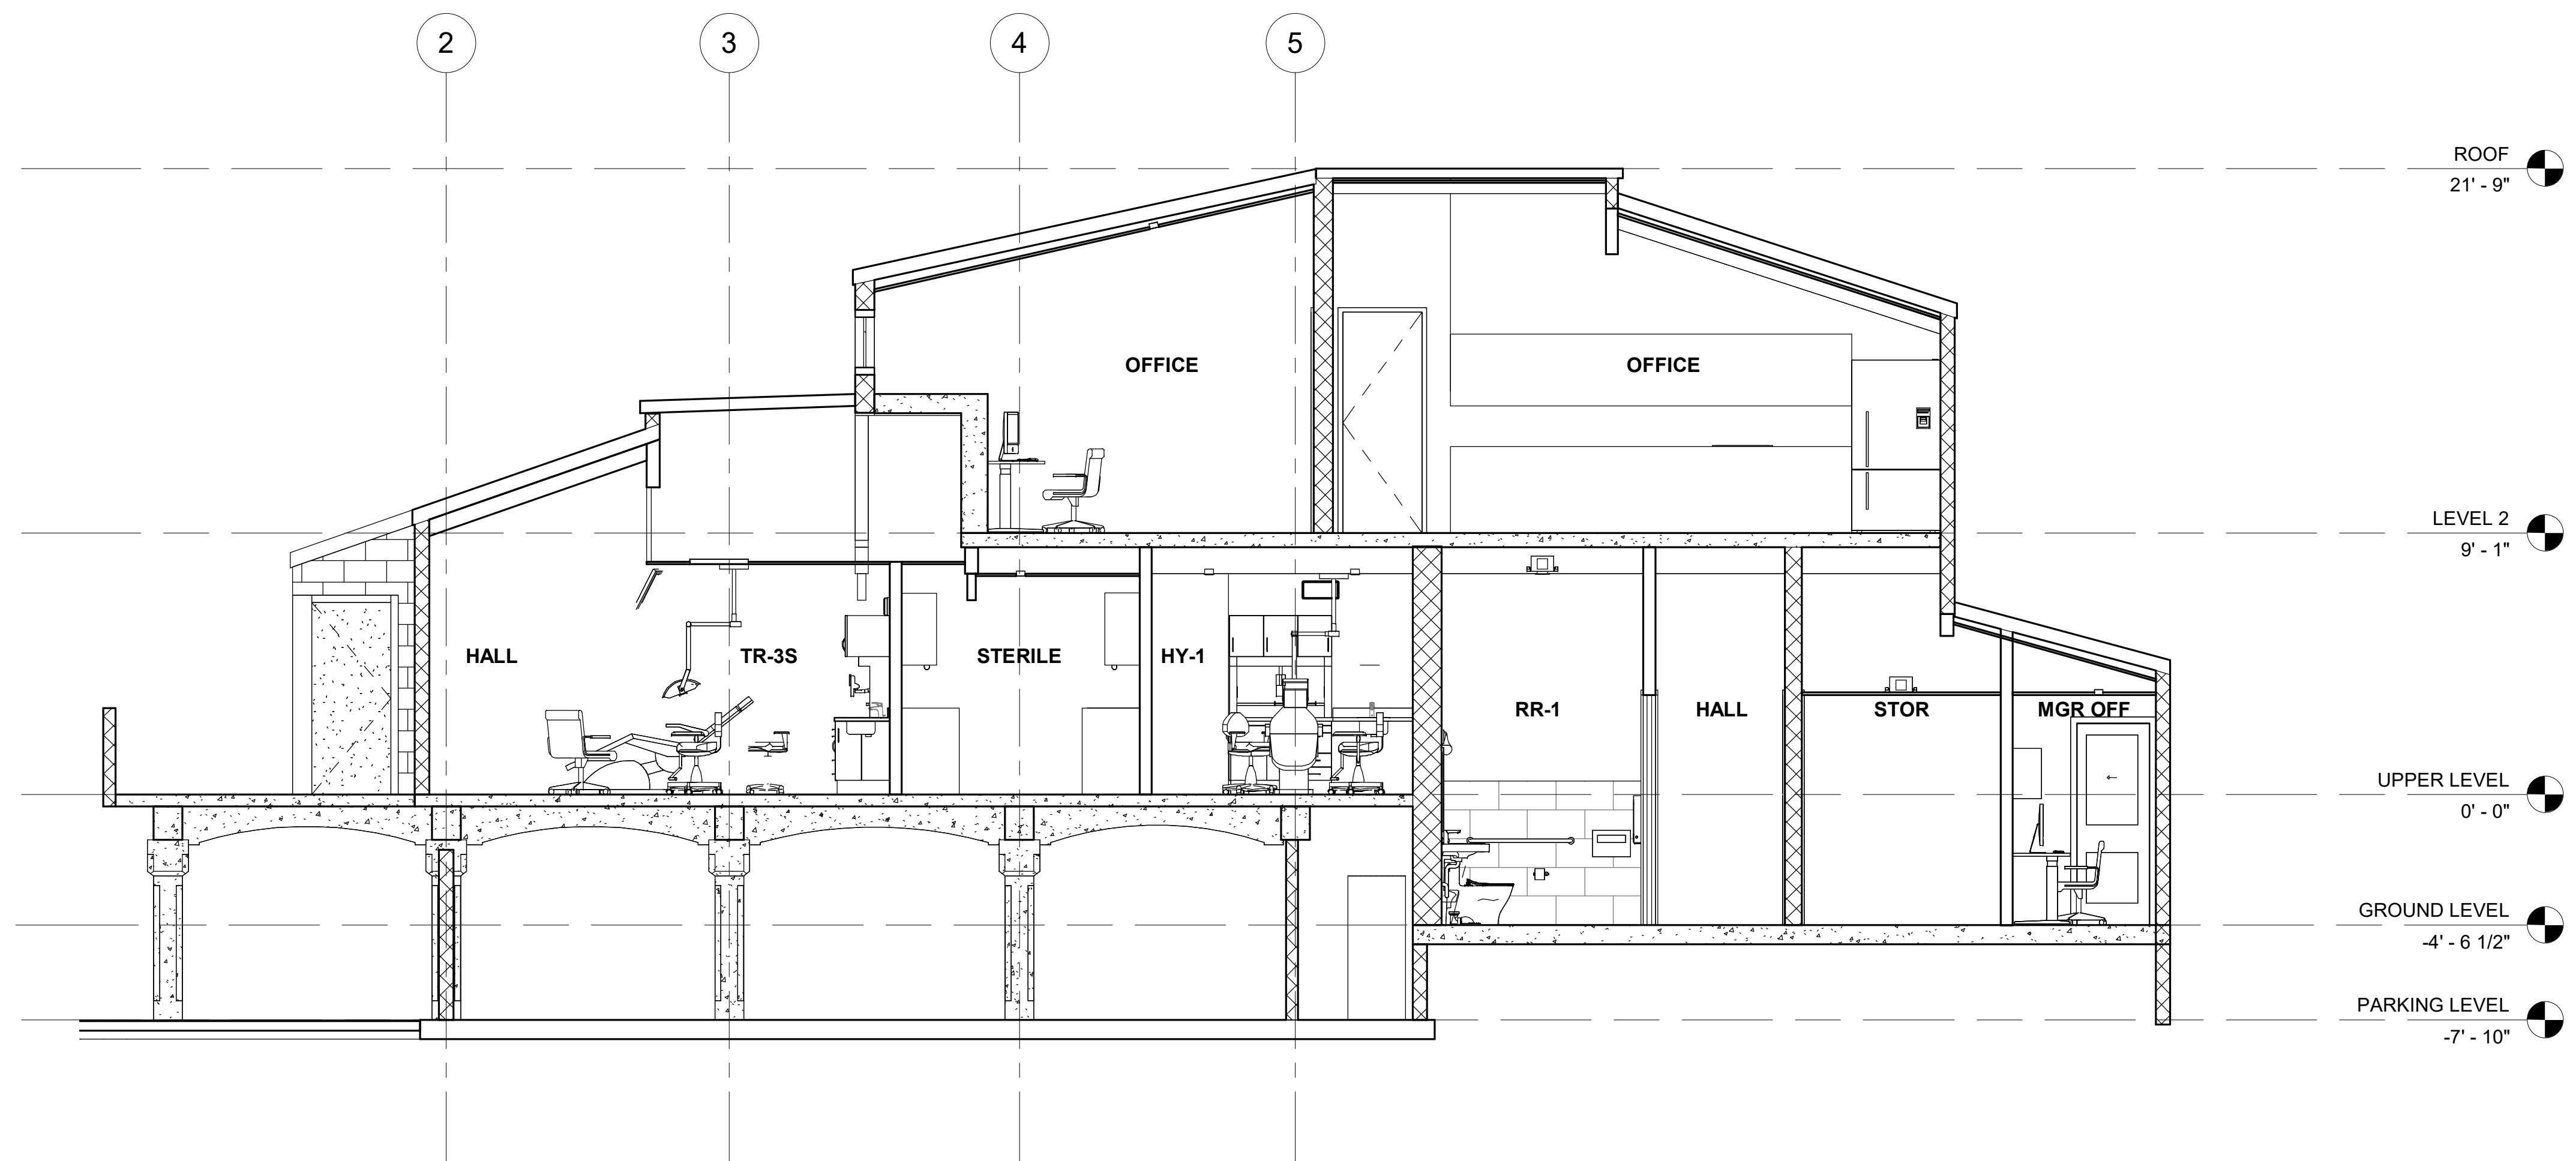 2 3 4 5
ROOF
21' - 9"
OFFICE OFFICE
LEVEL 2
9' - 1"
HALL TR-3S STERILE HY-1
RR-1 HALL STOR MGR OFF
UPPER LEVEL
0' - 0"
GROUND LEVEL
-4' - 6 1/2"
PARKING LEVEL
-7' - 10"